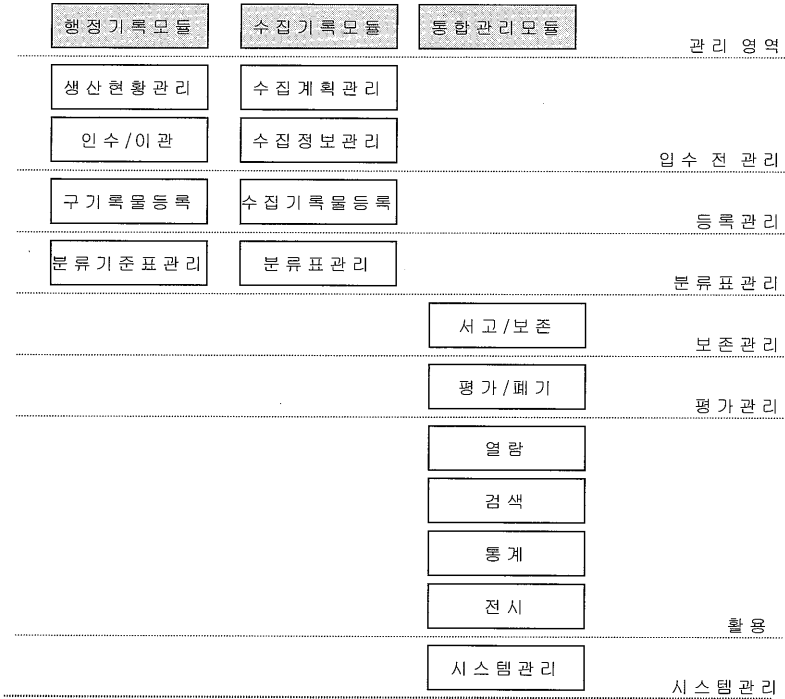 행정기록모듈 수집기록모듈 통합관리모듈
관리 영역
생산현황관리 수집계획관리
인수/이관 수집정보관리
입수 전 관리
구기록물등록 수집기록물등록
등록관리
분류기준표관리 분류표관리
분류표관리
서고/보존
보존관리
평가/폐기
평가관리
열람
검색
통계
전시
활용
시스템관리
시스템관리